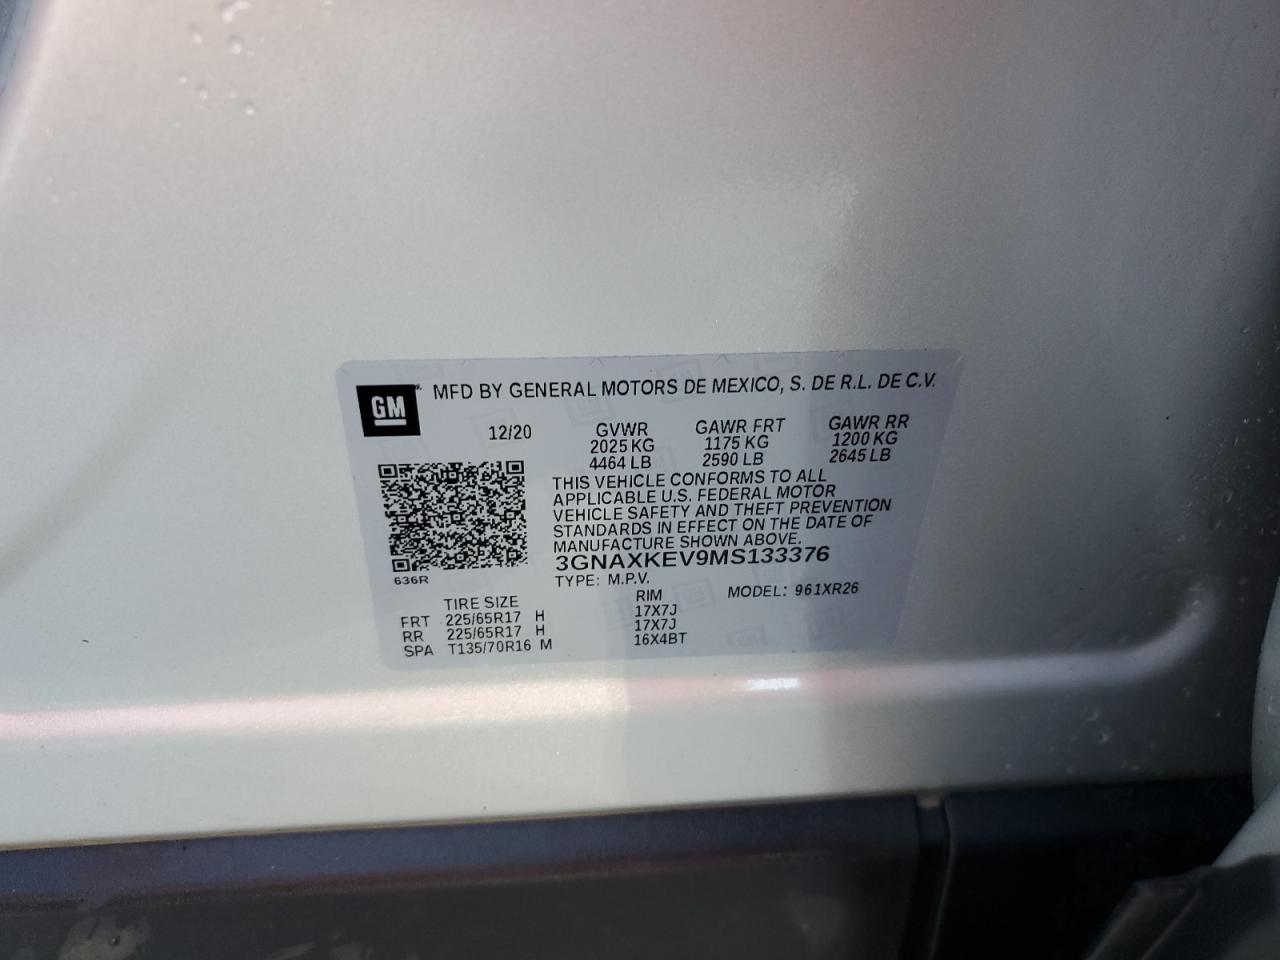 GM
MFD BY GENERAL MOTORS DE MEXICO, S. DE R.L. DE C.V.
12/20 GVWR GAWR FRT GAWR RR
2025 KG 1175 KG 1200 KG
4464 LB 2590 LB 2645 LB
THIS VEHICLE CONFORMS TO ALL
APPLICABLE U.S. FEDERAL MOTOR
VEHICLE SAFETY AND THEFT PREVENTION
STANDARDS IN EFFECT ON THE DATE OF
MANUFACTURE SHOWN ABOVE.
3GNAXKEV9MS133376
636R
TYPE: M.P.V. MODEL: 961XR26
TIRE SIZE RIM
FRT 225/65R17 H 17X7J
RR 225/65R17 H 17X7J
SPA T135/70R16 M 16X4BT